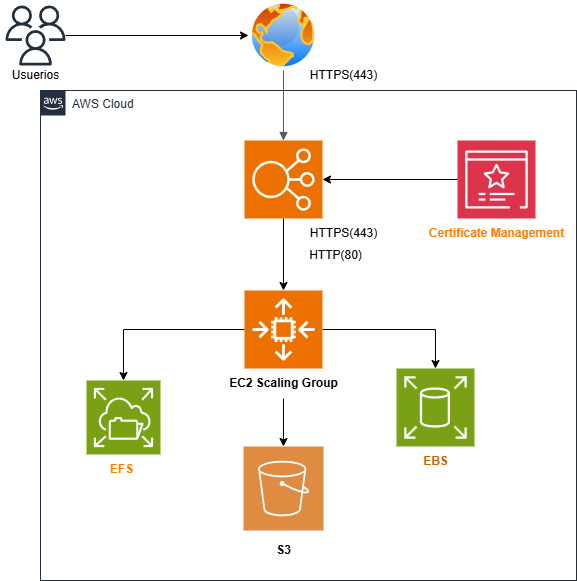 Usuerios
HTTPS(443)
aws
AWS Cloud
HTTPS(443)
HTTP(80)
Certificate Management
EC2 Scaling Group
EFS
EBS
S3